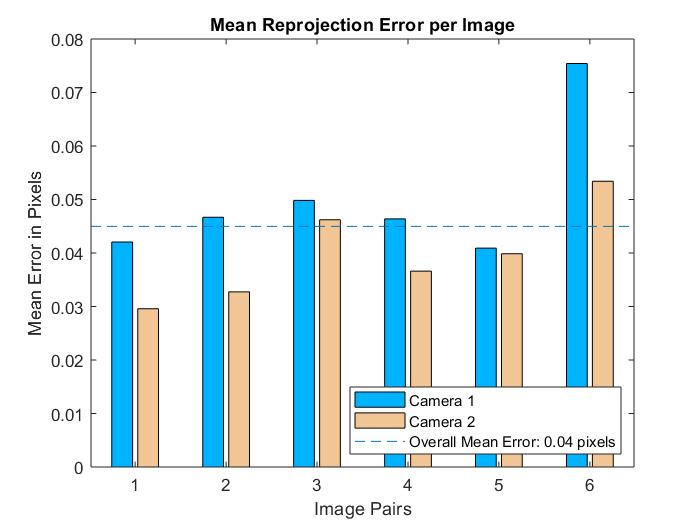 Mean Reprojection Error per Image
Mean Error in Pixels
0.08
0.07
0.06
0.05
0.04
0.03
0.02
0.01
0
Camera 1
Camera 2
Overall Mean Error: 0.04 pixels
1 2 3 4 5 6
Image Pairs